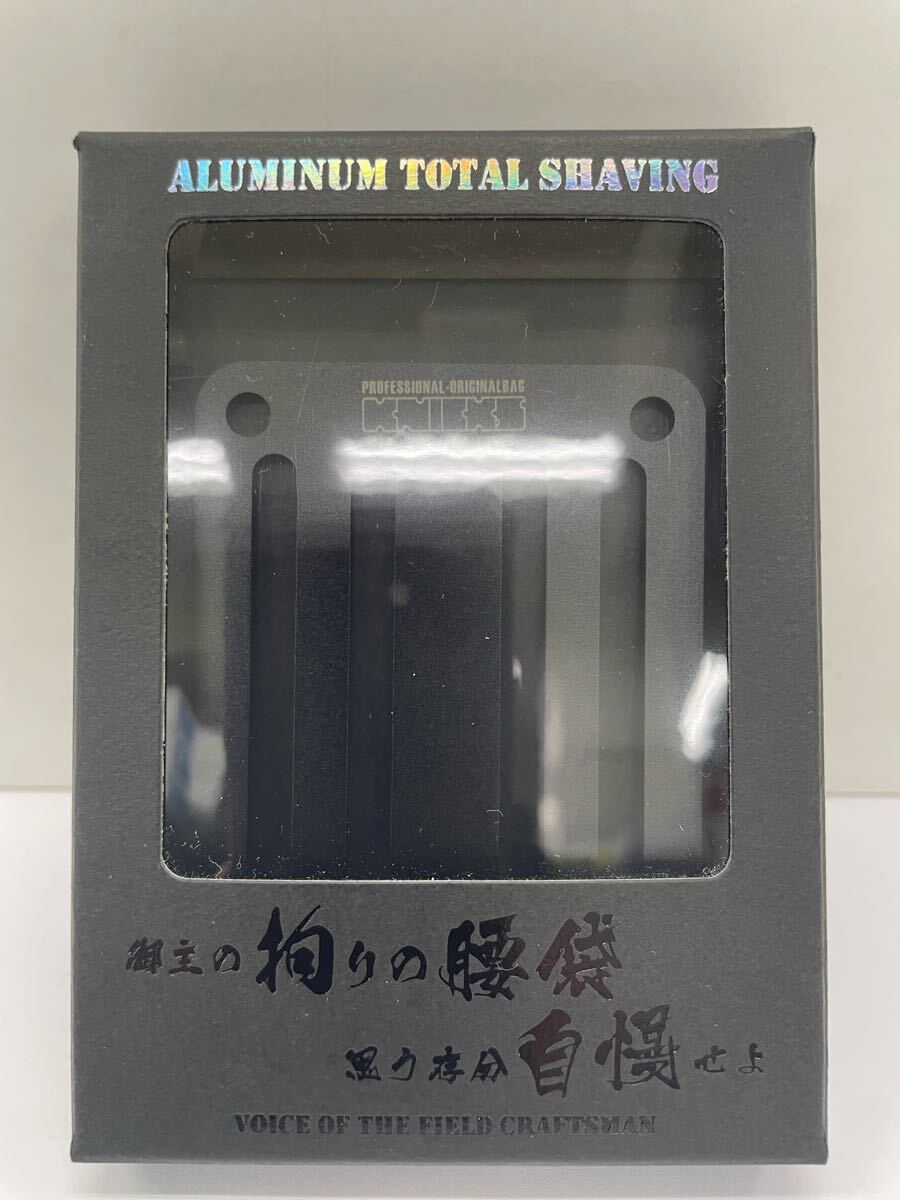 ALUMINUM TOTAL SHAVING
PROFESSIONAL-ORIGINALBAG
KNICKS
御主の拘りの腰袋
思う存分自慢せよ
VOICE OF THE FIELD CRAFTSMAN